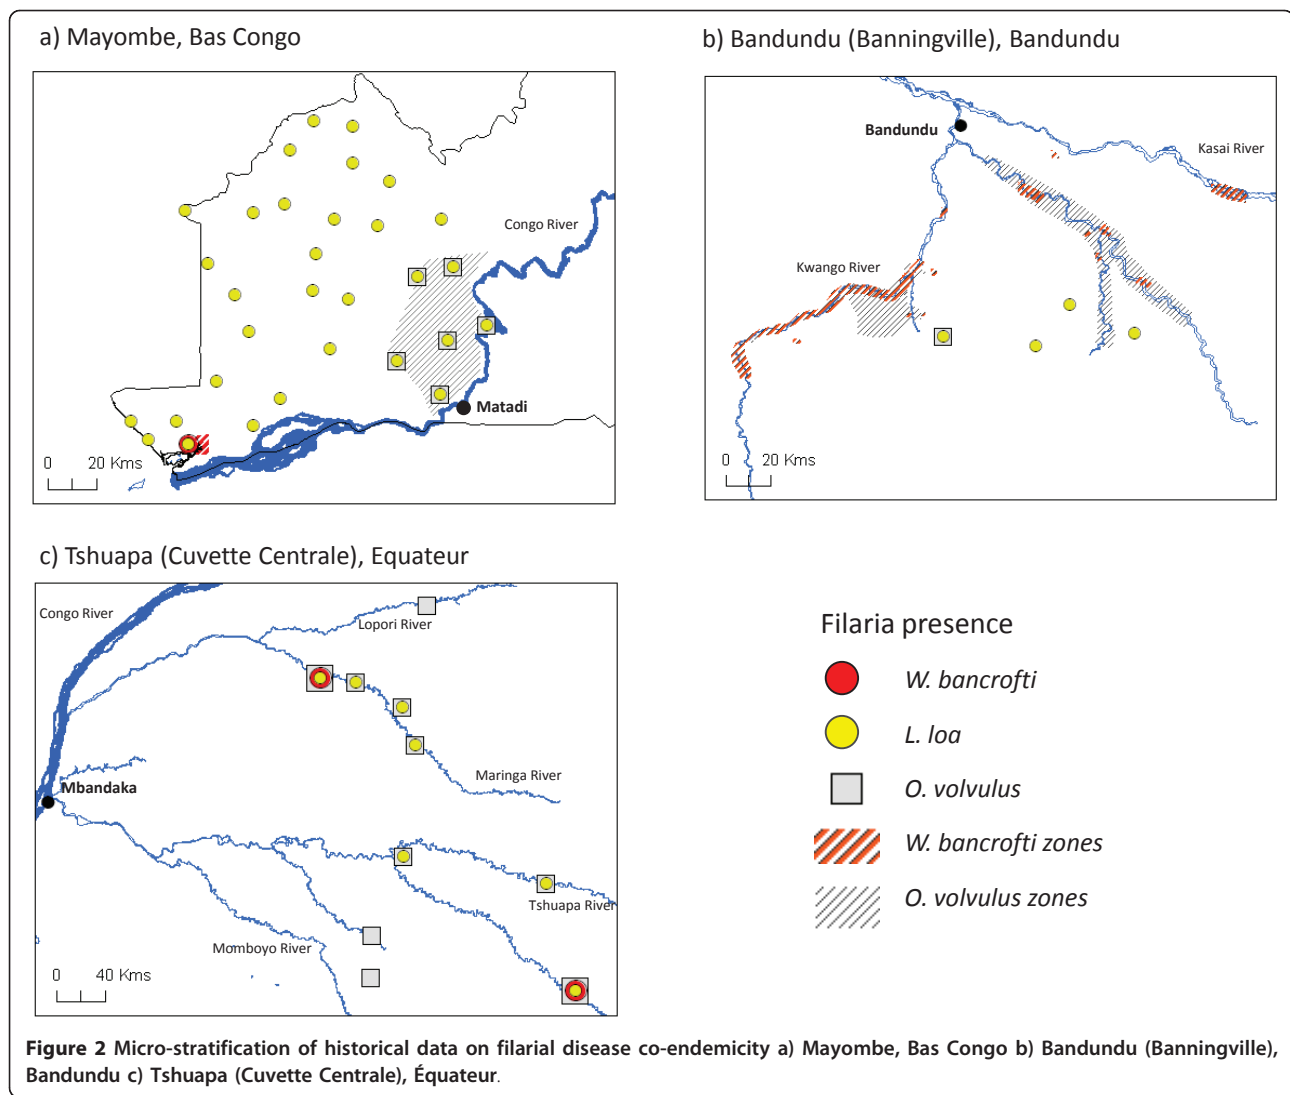 a) Mayombe, Bas Congo
Congo River
Matadi
0 20 Kms
b) Bandundu (Banningville), Bandundu
Bandundu
Kasai River
Kwango River
0 20 Kms
c) Tshuapa (Cuvette Centrale), Equateur
Congo River
Lopori River
Maringa River
Mbandaka
Tshuapa River
Momboyo River
0 40 Kms
Filaria presence
W. bancrofti
L. loa
O. volvulus
W. bancrofti zones
O. volvulus zones
Figure 2 Micro-stratification of historical data on filarial disease co-endemicity a) Mayombe, Bas Congo b) Bandundu (Banningville),
Bandundu c) Tshuapa (Cuvette Centrale), Équateur.